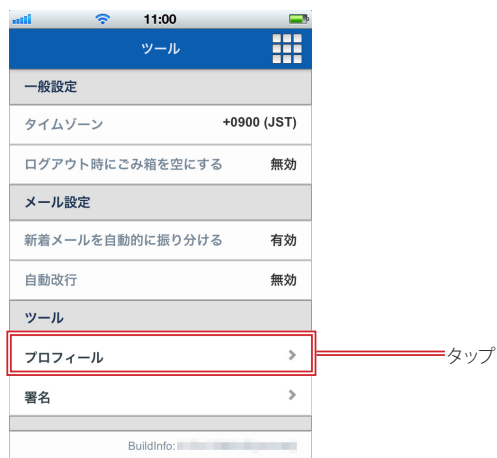 11:00
ツール
一般設定
タイムゾーン +0900 (JST)
ログアウト時にごみ箱を空にする 無効
メール設定
新着メールを自動的に振り分ける 有効
自動改行 無効
ツール
プロフィール
タップ
署名
BuildInfo: